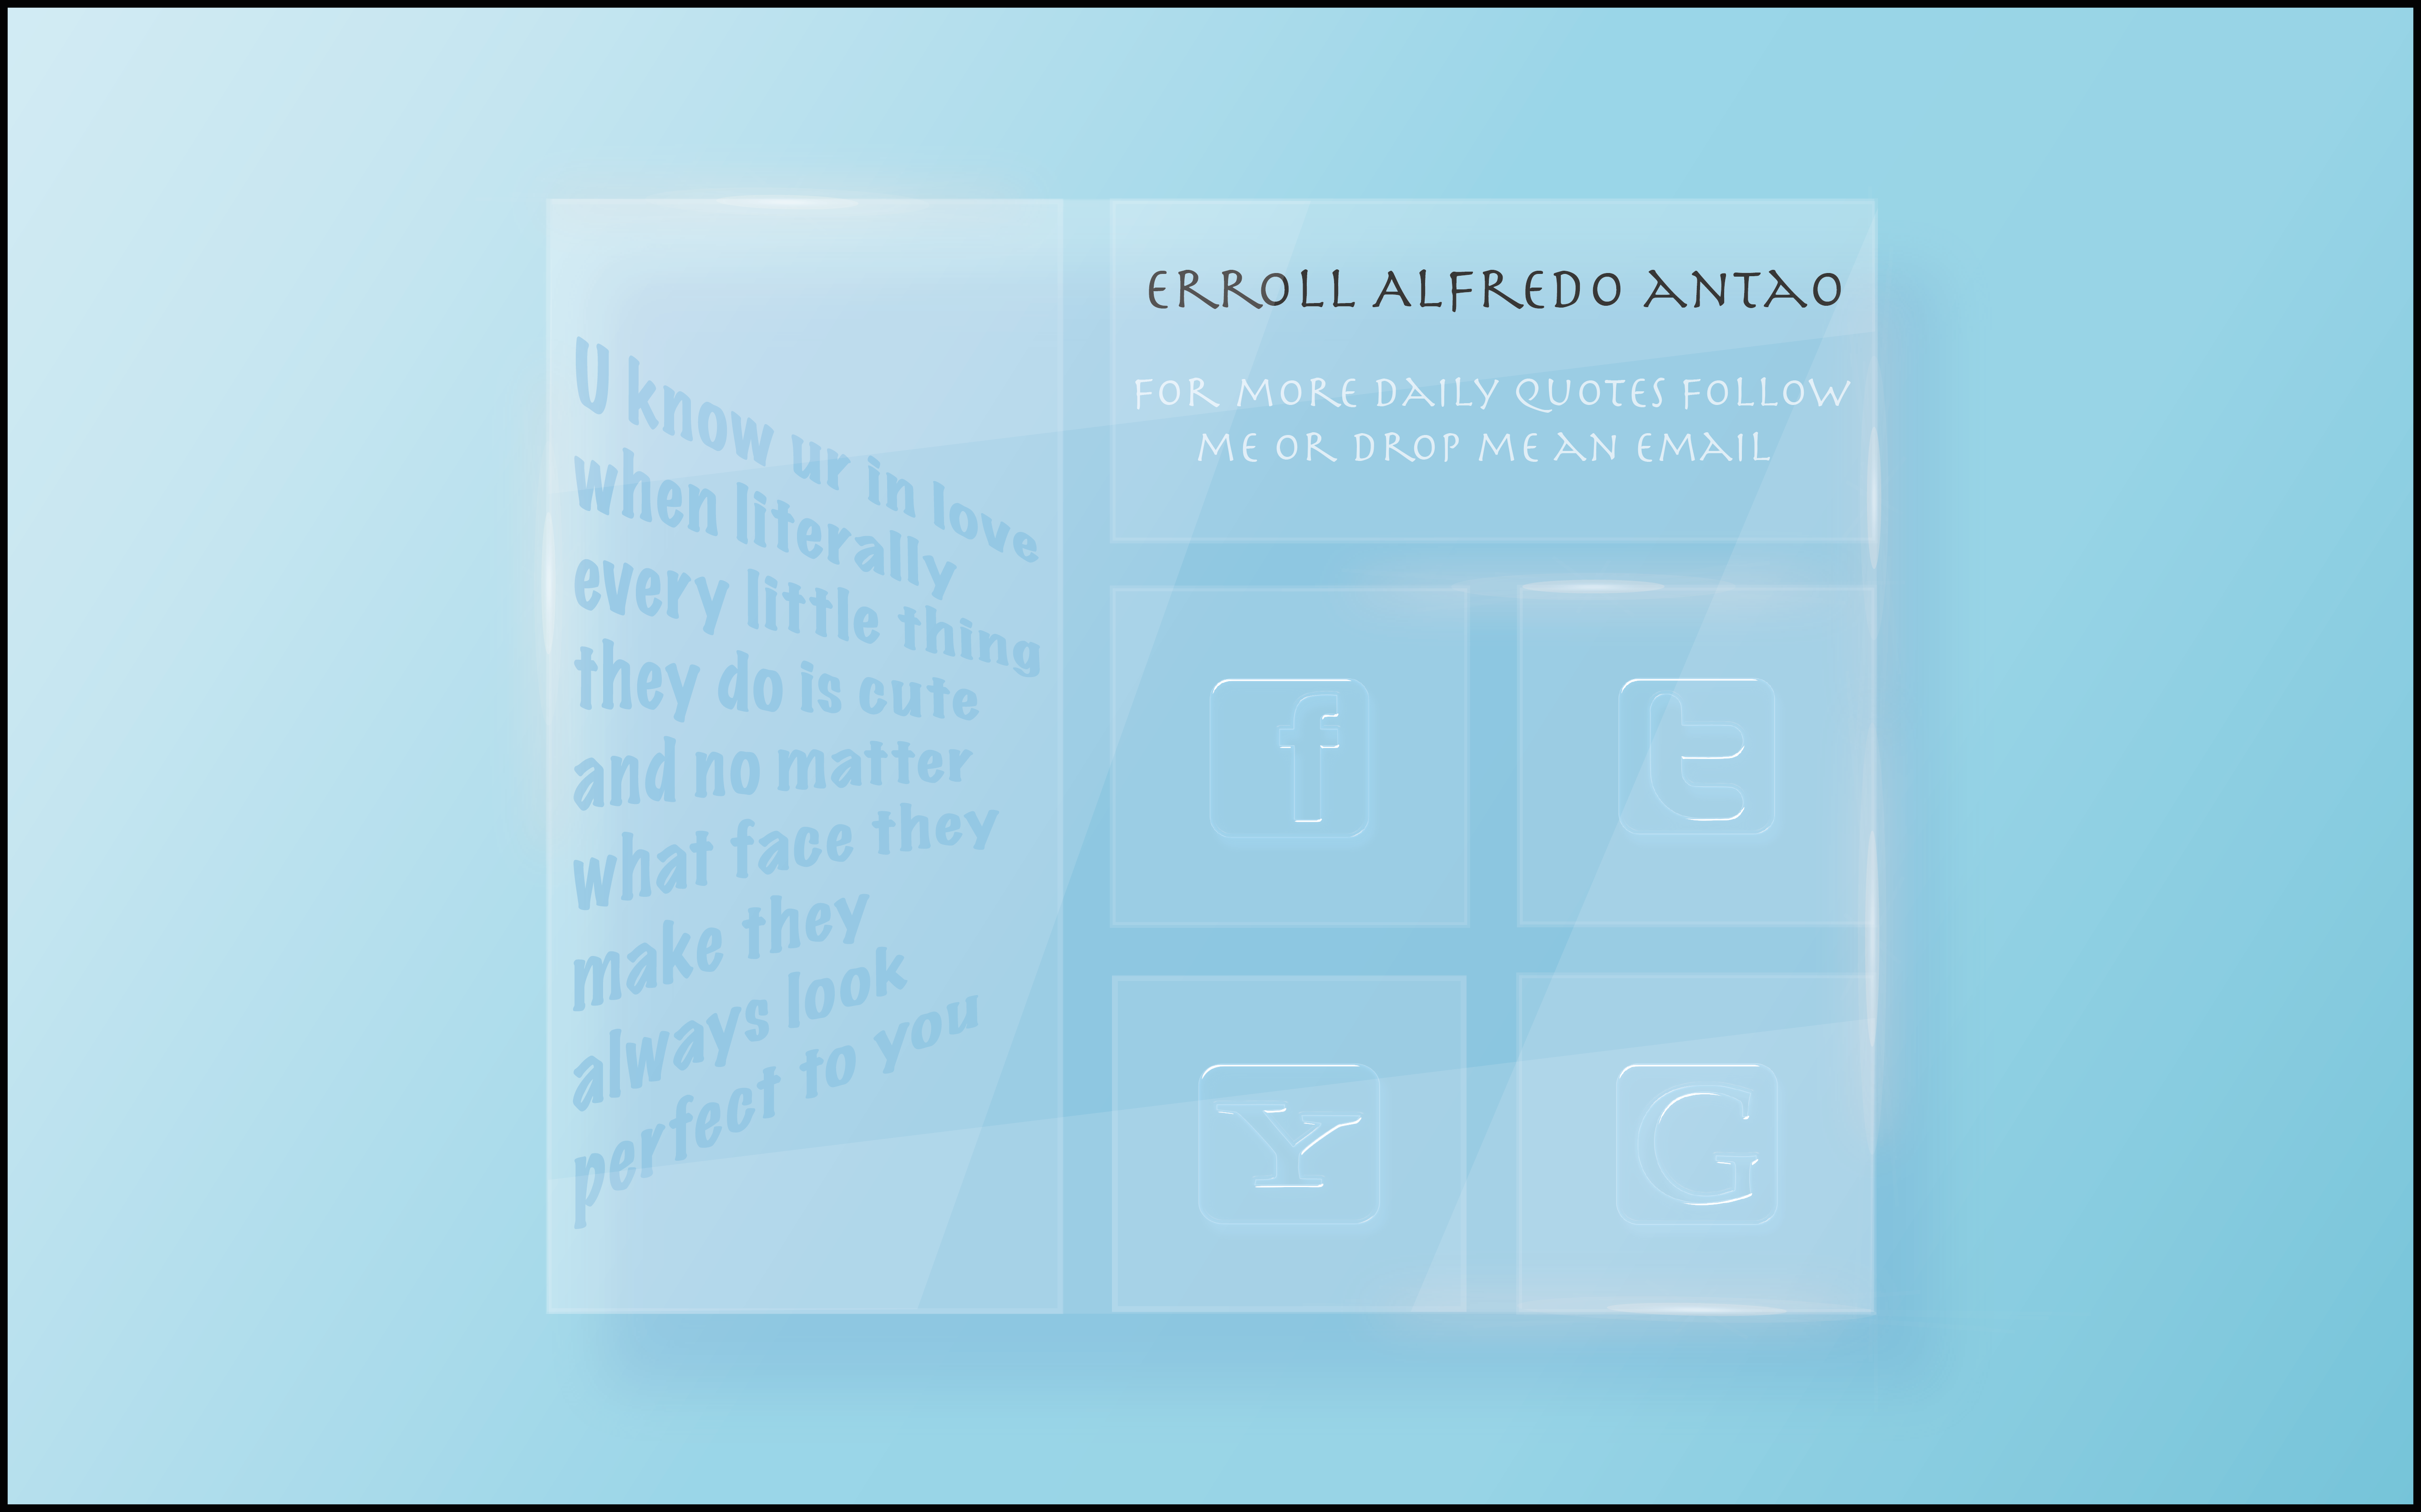 U know ur in love
when literally
every little thing
they do is cute
and no matter
what face they
make they
always look
perfect to you
ERROLL ALFREDO ANTAO
FOR MORE DAILY QUOTES FOLLOW
ME OR DROP ME AN EMAIL
f
t
Y
G